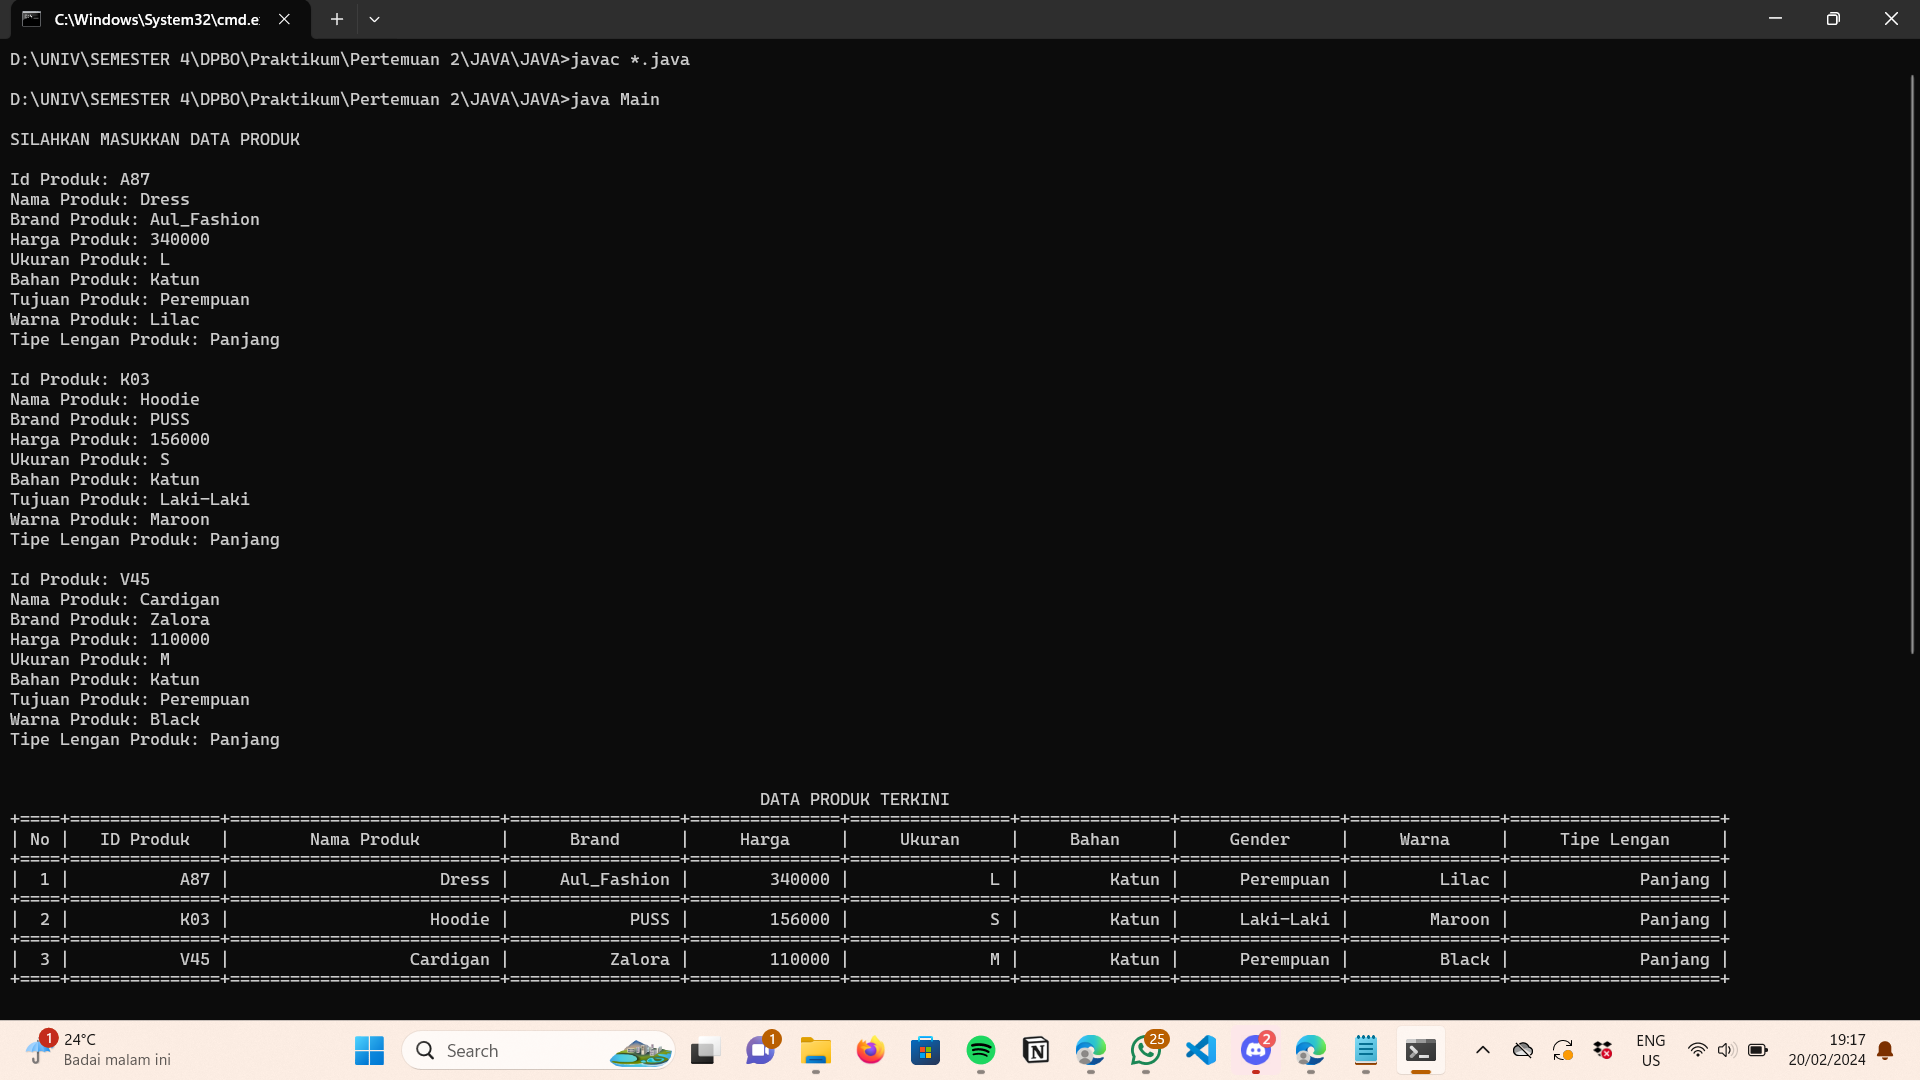 C:\Windows\System32\cmd.e
D:\UNIV\SEMESTER 4\DPBO\Praktikum\Pertemuan 2\JAVA\JAVA>javac *.java
D:\UNIV\SEMESTER 4\DPBO\Praktikum\Pertemuan 2\JAVA\JAVA>java Main
SILAHKAN MASUKKAN DATA PRODUK
Id Produk: A87
Nama Produk: Dress
Brand Produk: Aul_Fashion
Harga Produk: 340000
Ukuran Produk: L
Bahan Produk: Katun
Tujuan Produk: Perempuan
Warna Produk: Lilac
Tipe Lengan Produk: Panjang
Id Produk: K03
Nama Produk: Hoodie
Brand Produk: PUSS
Harga Produk: 156000
Ukuran Produk: S
Bahan Produk: Katun
Tujuan Produk: Laki-Laki
Warna Produk: Maroon
Tipe Lengan Produk: Panjang
Id Produk: V45
Nama Produk: Cardigan
Brand Produk: Zalora
Harga Produk: 110000
Ukuran Produk: M
Bahan Produk: Katun
Tujuan Produk: Perempuan
Warna Produk: Black
Tipe Lengan Produk: Panjang
DATA PRODUK TERKINI
+====+===============+===========================+=================+===============+================+===============+================+===============+=====================+
| No |   ID Produk   |        Nama Produk        |      Brand      |     Harga     |     Ukuran     |     Bahan     |     Gender     |     Warna     |     Tipe Lengan     |
+====+===============+===========================+=================+===============+================+===============+================+===============+=====================+
|  1 |           A87 |                     Dress |     Aul_Fashion |        340000 |              L |         Katun |      Perempuan |         Lilac |             Panjang |
+====+===============+===========================+=================+===============+================+===============+================+===============+=====================+
|  2 |           K03 |                    Hoodie |            PUSS |        156000 |              S |         Katun |      Laki-Laki |        Maroon |             Panjang |
+====+===============+===========================+=================+===============+================+===============+================+===============+=====================+
|  3 |           V45 |                  Cardigan |          Zalora |        110000 |              M |         Katun |      Perempuan |         Black |             Panjang |
+====+===============+===========================+=================+===============+================+===============+================+===============+=====================+
1
24°C
Badai malam ini
Search
1
25
2
ENG
US
19:17
20/02/2024